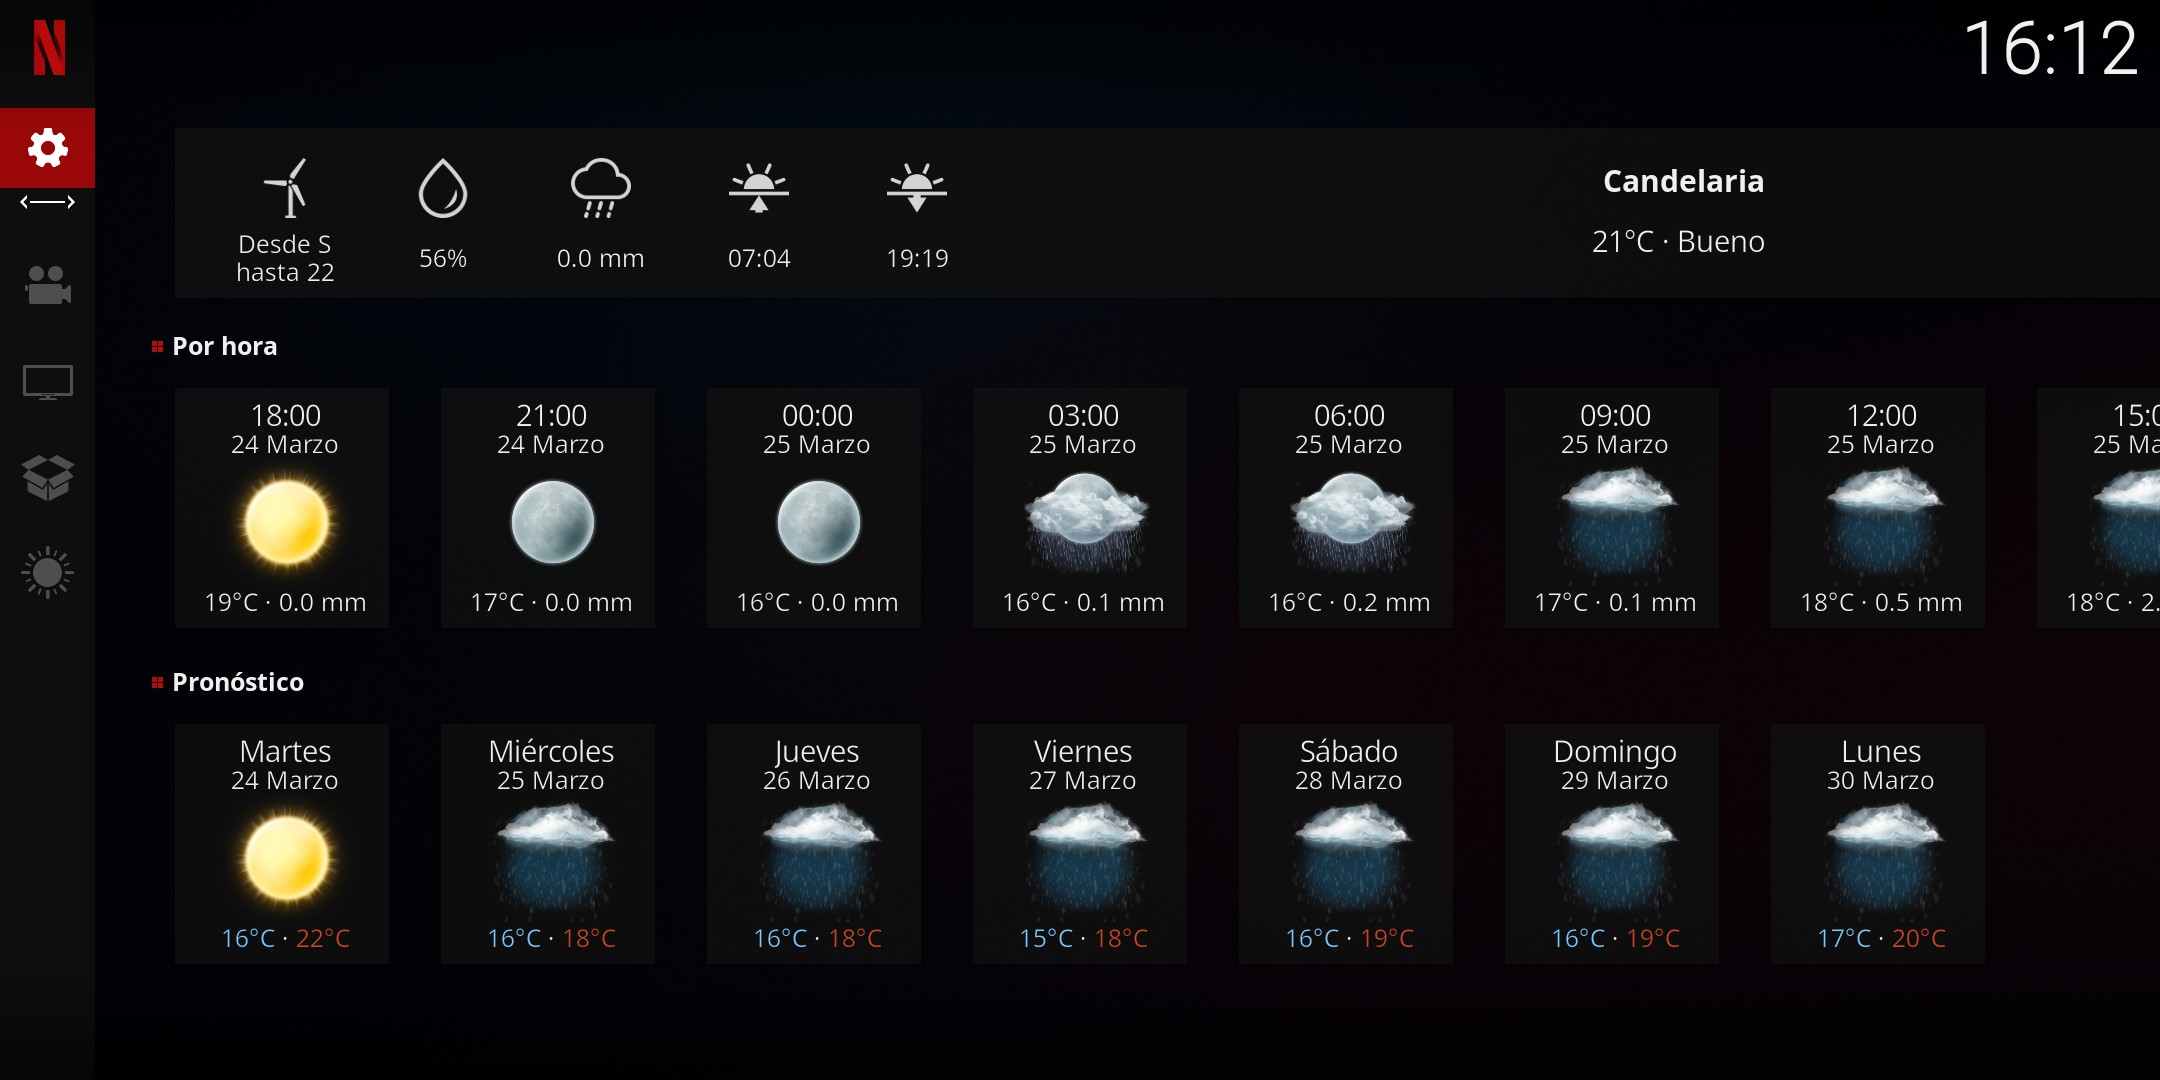 N
16:12
Desde S
hasta 22
56%
0.0 mm
07:04
19:19
Candelaria
21°C · Bueno
Por hora
18:00
24 Marzo
19°C · 0.0 mm
21:00
24 Marzo
17°C · 0.0 mm
00:00
25 Marzo
16°C · 0.0 mm
03:00
25 Marzo
16°C · 0.1 mm
06:00
25 Marzo
16°C · 0.2 mm
09:00
25 Marzo
17°C · 0.1 mm
12:00
25 Marzo
18°C · 0.5 mm
15:0
25 Ma
18°C · 2.
Pronóstico
Martes
24 Marzo
16°C · 22°C
Miércoles
25 Marzo
16°C · 18°C
Jueves
26 Marzo
16°C · 18°C
Viernes
27 Marzo
15°C · 18°C
Sábado
28 Marzo
16°C · 19°C
Domingo
29 Marzo
16°C · 19°C
Lunes
30 Marzo
17°C · 20°C